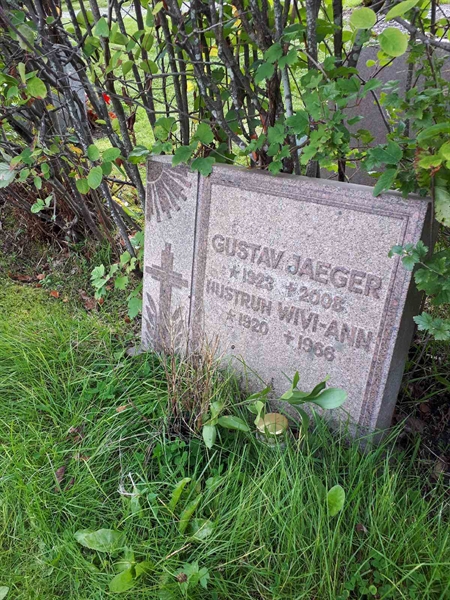 GUSTAV JAEGER
*1923 +2008
HUSTRUN WIVI-ANN
*1920 +1966